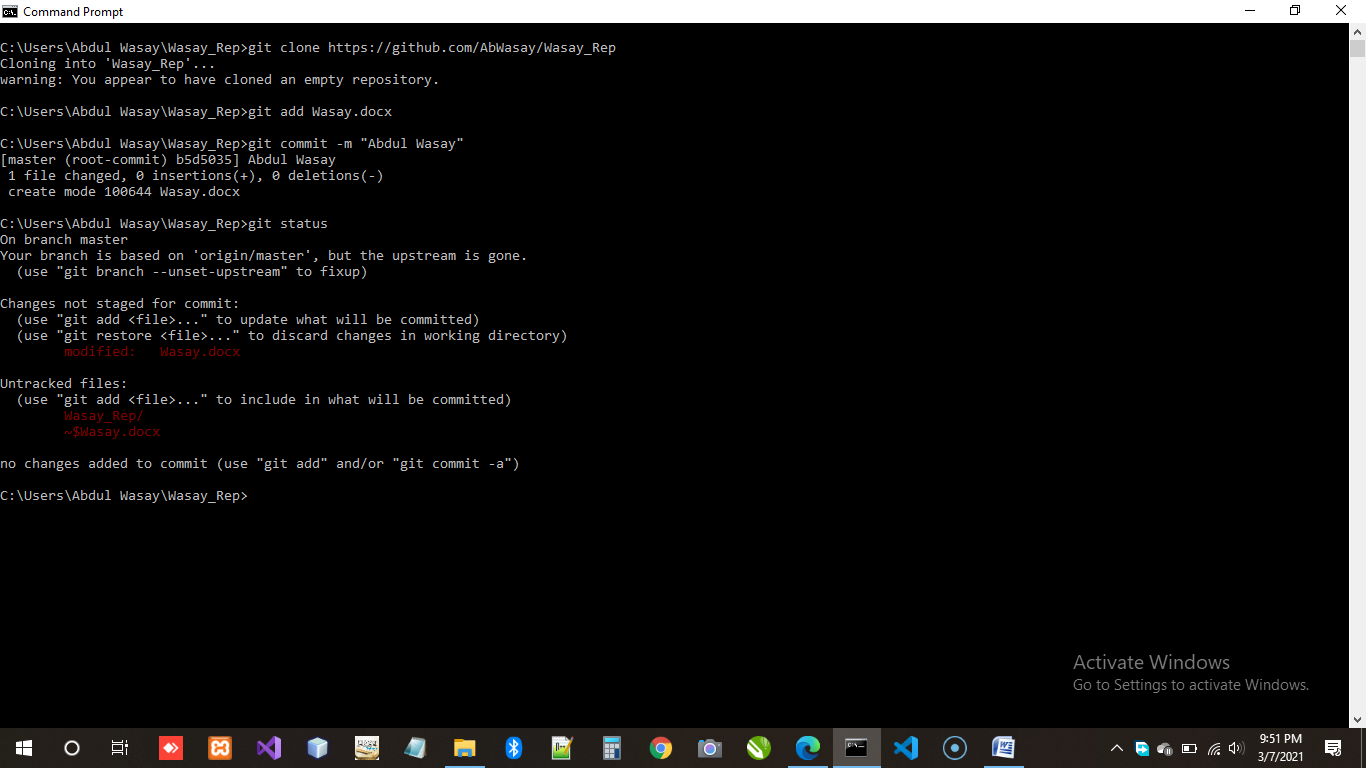 Command Prompt
C:\Users\Abdul Wasay\Wasay_Rep>git clone https://github.com/AbWasay/Wasay_Rep
Cloning into 'Wasay_Rep'...
warning: You appear to have cloned an empty repository.
C:\Users\Abdul Wasay\Wasay_Rep>git add Wasay.docx
C:\Users\Abdul Wasay\Wasay_Rep>git commit -m "Abdul Wasay"
[master (root-commit) b5d5035] Abdul Wasay
 1 file changed, 0 insertions(+), 0 deletions(-)
 create mode 100644 Wasay.docx
C:\Users\Abdul Wasay\Wasay_Rep>git status
On branch master
Your branch is based on 'origin/master', but the upstream is gone.
  (use "git branch --unset-upstream" to fixup)
Changes not staged for commit:
  (use "git add <file>..." to update what will be committed)
  (use "git restore <file>..." to discard changes in working directory)
        modified:   Wasay.docx
Untracked files:
  (use "git add <file>..." to include in what will be committed)
        Wasay_Rep/
        ~$Wasay.docx
no changes added to commit (use "git add" and/or "git commit -a")
C:\Users\Abdul Wasay\Wasay_Rep>
Activate Windows
Go to Settings to activate Windows.
9:51 PM
3/7/2021